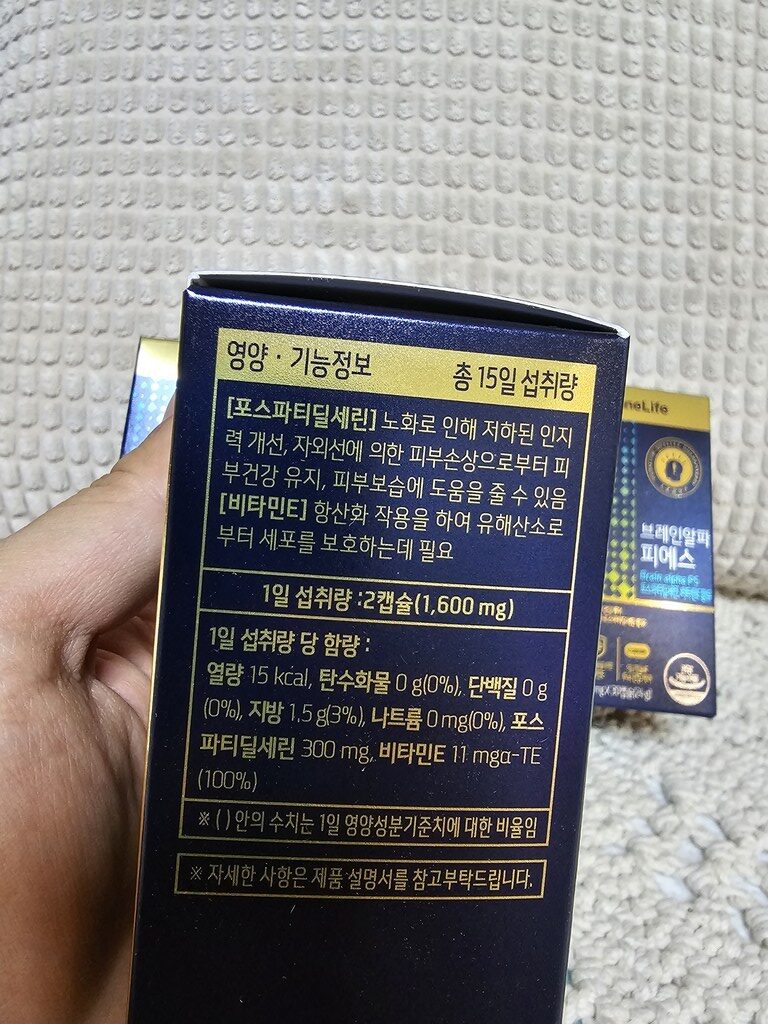 영양 · 기능정보 총 15일 섭취량
[포스파티딜세린] 노화로 인해 저하된 인지
력 개선, 자외선에 의한 피부손상으로부터 피
부건강 유지, 피부보습에 도움을 줄 수 있음
[비타민E] 항산화 작용을 하여 유해산소로
부터 세포를 보호하는데 필요
1일 섭취량 :2캡슐(1,600 mg)
1일 섭취량 당 함량 :
열량 15 kcal, 탄수화물 0 g(0%), 단백질 0 g
(0%), 지방 1.5 g(3%), 나트륨 0 mg(0%), 포스
파티딜세린 300 mg, 비타민E 11 mgα-TE
(100%)
※ ( ) 안의 수치는 1일 영양성분기준치에 대한 비율임
※ 자세한 사항은 제품 설명서를 참고부탁드립니다.
Life
브레인알파
피에스
Brain alpha PS